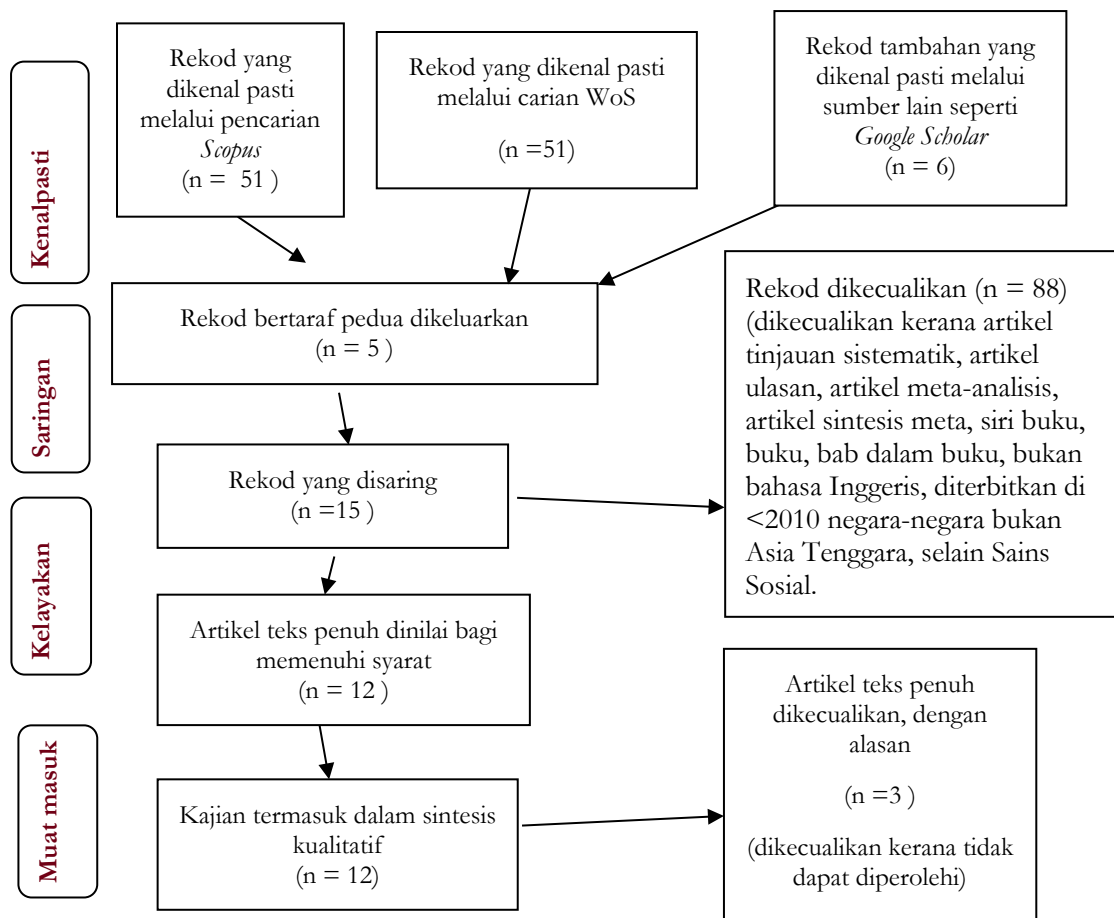 Kenalpasti
Rekod yang
dikenal pasti
melalui pencarian
Scopus
(n = 51 )
Rekod yang dikenal pasti
melalui carian WoS
(n =51)
Rekod tambahan yang
dikenal pasti melalui
sumber lain seperti
Google Scholar
(n = 6)
Saringan
Rekod bertaraf pedua dikeluarkan
(n = 5 )
Rekod dikecualikan (n = 88)
(dikecualikan kerana artikel
tinjauan sistematik, artikel
ulasan, artikel meta-analisis,
artikel sintesis meta, siri buku,
buku, bab dalam buku, bukan
bahasa Inggeris, diterbitkan di
<2010 negara-negara bukan
Asia Tenggara, selain Sains
Sosial.
Rekod yang disaring
(n =15 )
Kelayakan
Artikel teks penuh dinilai bagi
memenuhi syarat
(n = 12 )
Artikel teks penuh
dikecualikan, dengan
alasan
(n =3 )
(dikecualikan kerana tidak
dapat diperolehi)
Muat masuk
Kajian termasuk dalam sintesis
kualitatif
(n = 12)